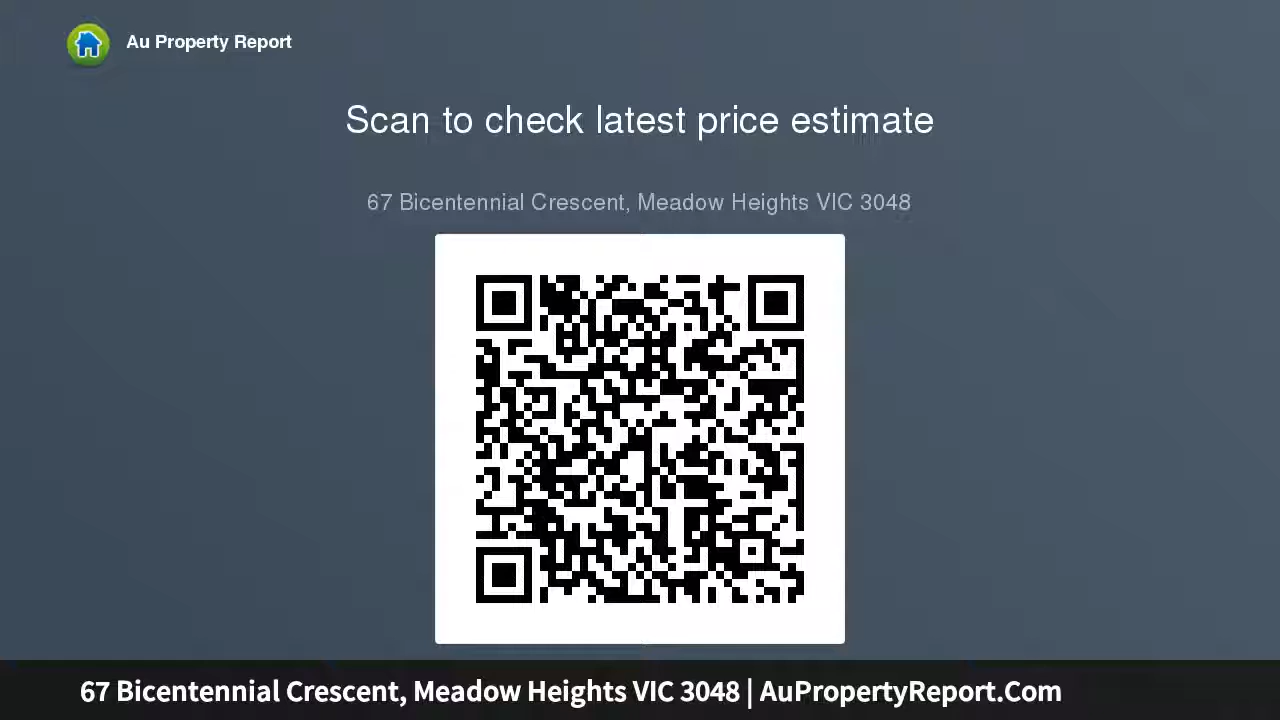 Au Property Report
Scan to check latest price estimate
67 Bicentennial Crescent, Meadow Heights VIC 3048
67 Bicentennial Crescent, Meadow Heights VIC 3048 | AuPropertyReport.Com